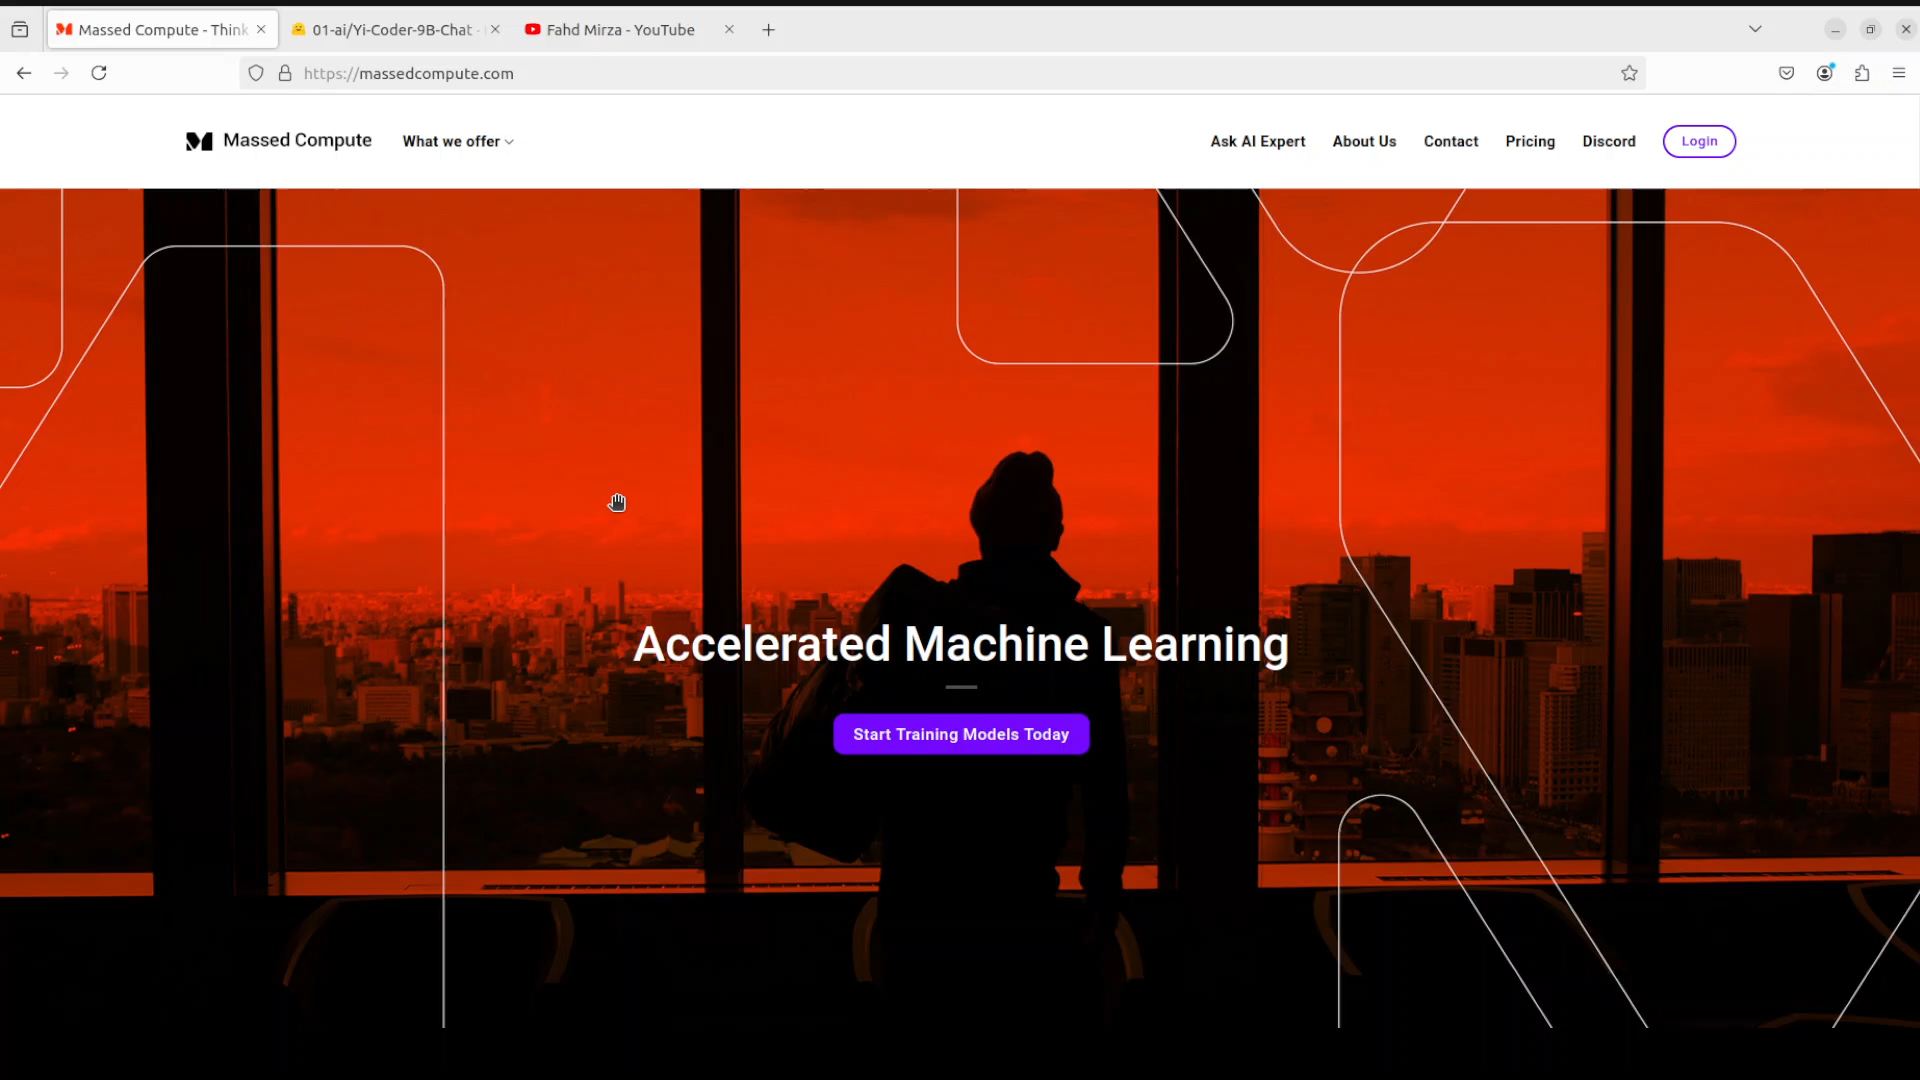 Massed Compute - Think
01-ai/Yi-Coder-9B-Chat -
Fahd Mirza - YouTube
https://massedcompute.com
Massed Compute
What we offer
Ask AI Expert
About Us
Contact
Pricing
Discord
Login
Accelerated Machine Learning
Start Training Models Today